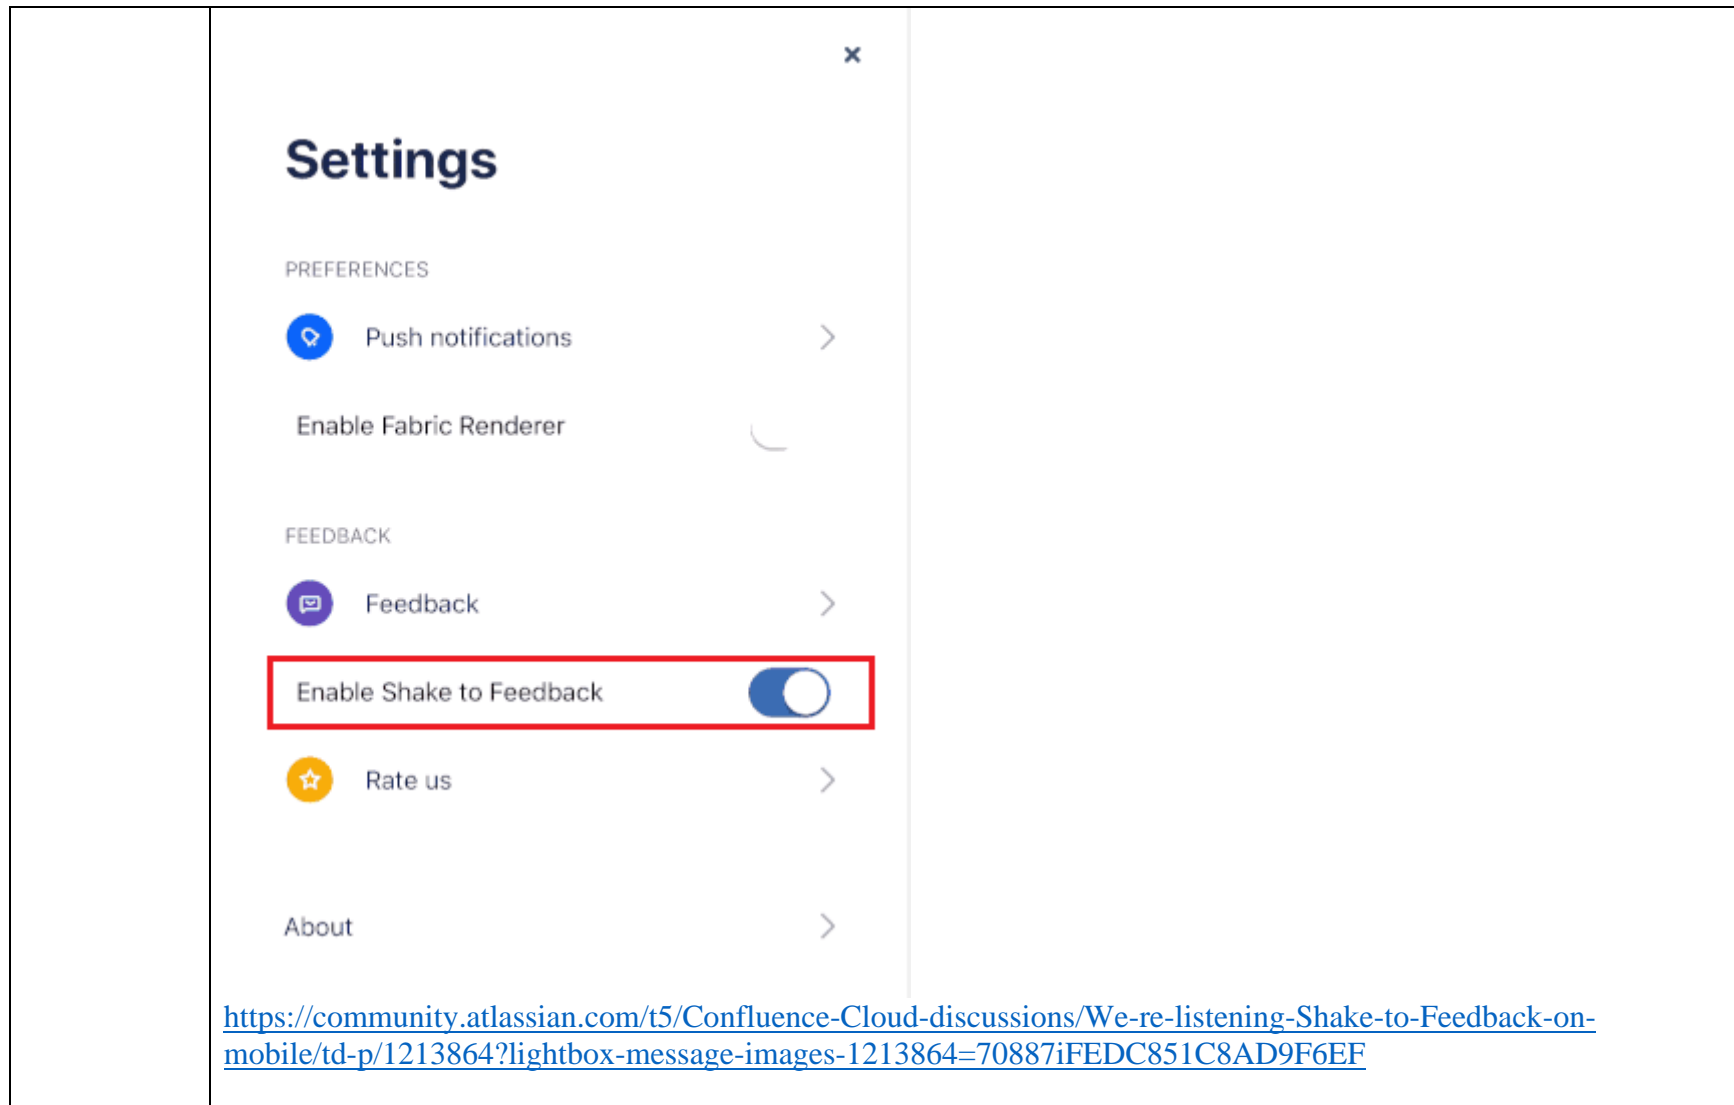 Settings
PREFERENCES
Push notifications
Enable Fabric Renderer
FEEDBACK
Feedback
Enable Shake to Feedback
Rate us
About
https://community.atlassian.com/t5/Confluence-Cloud-discussions/We-re-listening-Shake-to-Feedback-on-
mobile/td-p/1213864?lightbox-message-images-1213864=70887iFEDC851C8AD9F6EF